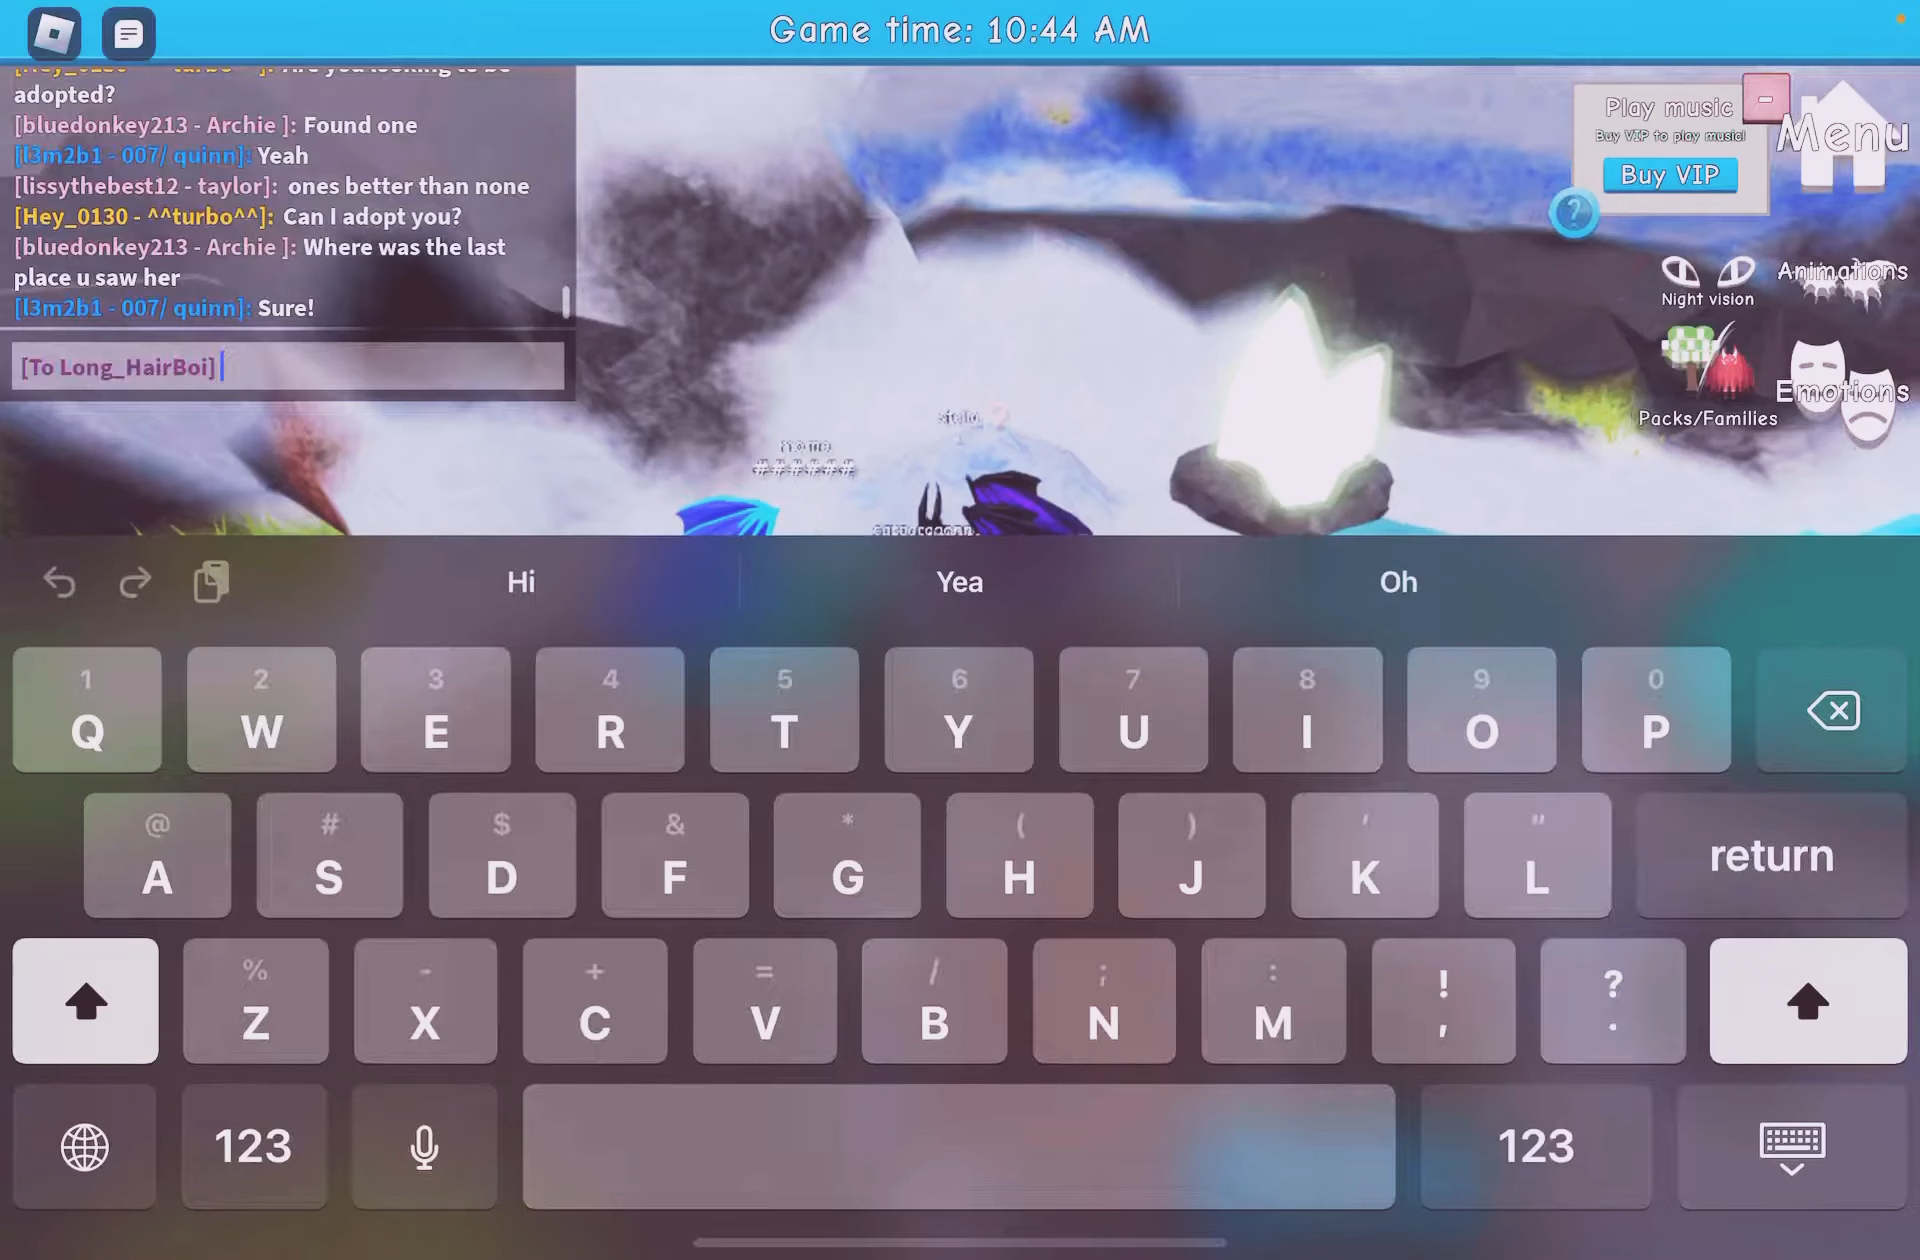 Game time: 10:44 AM
adopted?
[bluedonkey213 - Archie ]: Found one
[l3m2b1 - 007/ quinn]: Yeah
[lissythebest12 - taylor]: ones better than none
[Hey_0130 - ^^turbo^^]: Can I adopt you?
[bluedonkey213 - Archie ]: Where was the last
place u saw her
[l3m2b1 - 007/ quinn]: Sure!
[To Long_HairBoi]
Play music
-
Buy VIP to play music!
Buy VIP
Menu
?
Night vision
Animations
Packs/Families
Emotions
######
Hi
Yea
Oh
1 2 3 4 5 6 7 8 9 0
Q W E R T Y U I O P
@ # $ & * ( ) ' "
A S D F G H J K L return
% - + = / ; : ! ?
Z X C V B N M , .
123
123